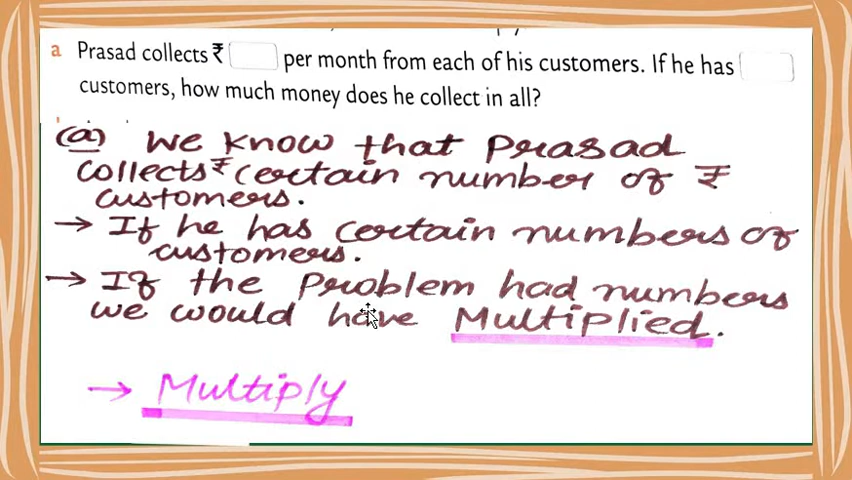 a Prasad collects ₹ per month from each of his customers. If he has
customers, how much money does he collect in all?
(a) We know that Prasad
collects ₹ certain number of ₹
customers.
→ If he has certain numbers of
customers.
→ If the Problem had numbers
we would have Multiplied.
→ Multiply